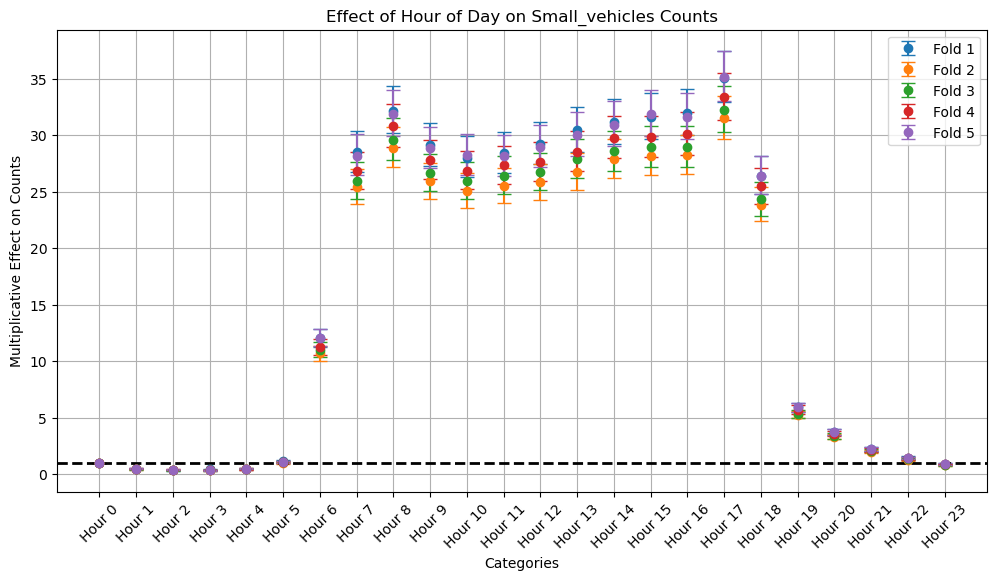 Effect of Hour of Day on Small_vehicles Counts
Multiplicative Effect on Counts
35
30
25
20
15
10
5
0
Fold 1
Fold 2
Fold 3
Fold 4
Fold 5
Hour 0
Hour 1
Hour 2
Hour 3
Hour 4
Hour 5
Hour 6
Hour 7
Hour 8
Hour 9
Hour 10
Hour 11
Hour 12
Hour 13
Hour 14
Hour 15
Hour 16
Hour 17
Hour 18
Hour 19
Hour 20
Hour 21
Hour 22
Hour 23
Categories